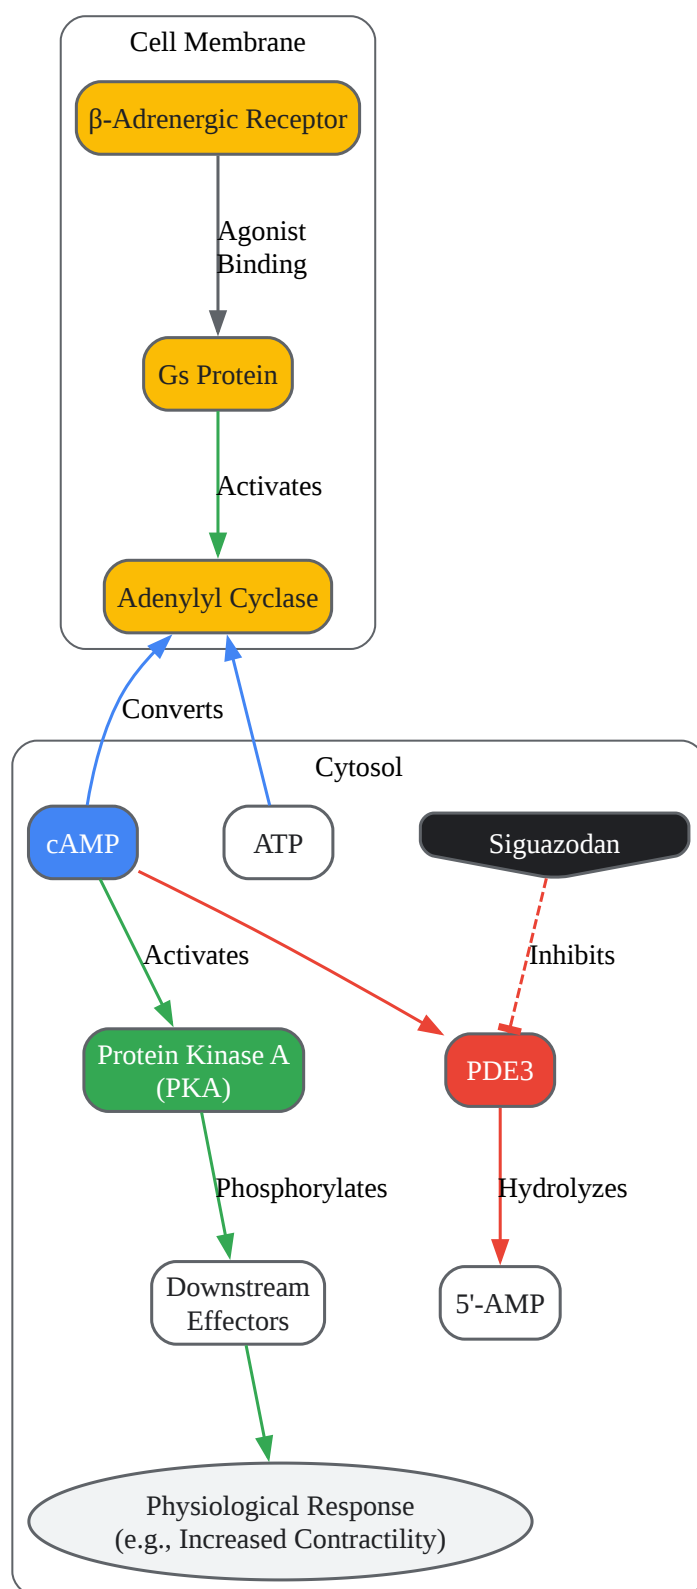 Cell Membrane
β-Adrenergic Receptor
Agonist
Binding
Gs Protein
Activates
Adenylyl Cyclase
Converts
Cytosol
cAMP
ATP
Siguazodan
Activates
Inhibits
Protein Kinase A
(PKA)
PDE3
Phosphorylates
Hydrolyzes
Downstream
Effectors
5'-AMP
Physiological Response
(e.g., Increased Contractility)